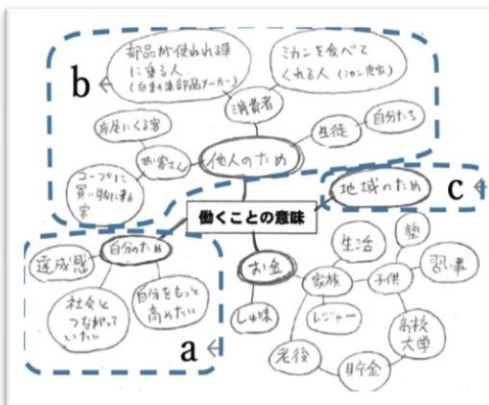 部品が使われる車
に乗る人
(自動車部品メーカー)
ミカンを食べて
くれる人 (ミカン農家)
b
消費者
床屋にくる客
生徒
自分たち
お客さん
他人のため
コープに
買い物に来る
客
地域のため
c
働くことの意味
自分のため
達成感
社会と
つながって
いたい
自分をもっと
高めたい
a
お金
しゅ味
家族
生活
レジャー
子供
塾
習い事
高校
大学
貯金
老後